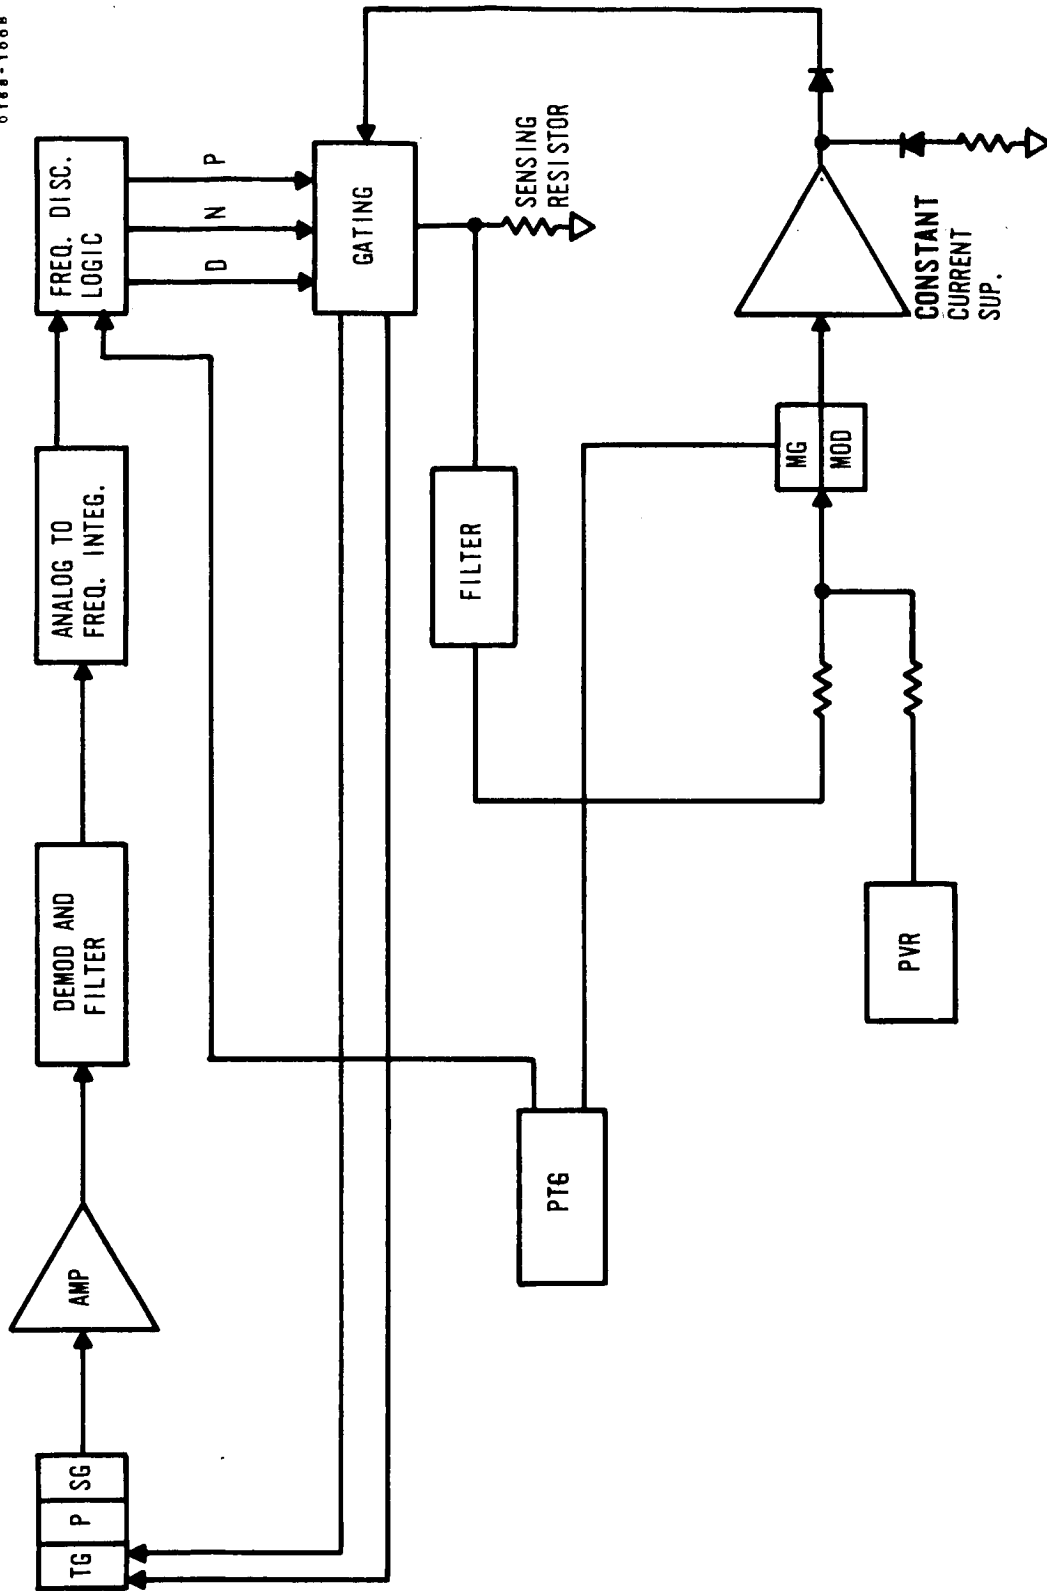 TG P SG
AMP
DEMOD AND
FILTER
ANALOG TO
FREQ. INTEG.
FREQ. DISC.
LOGIC
D
N
P
GATING
SENSING
RESISTOR
FILTER
PTG
MG
MOD
CONSTANT
CURRENT
SUP.
PVR